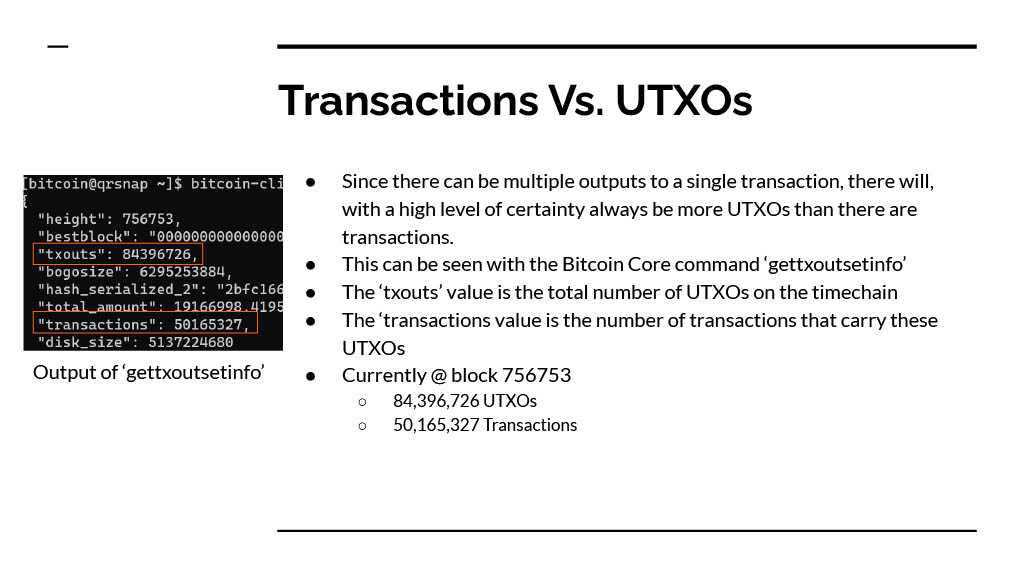 Transactions Vs. UTXOs
[bitcoin@qrsnap ~]$ bitcoin-cli
{
"height": 756753,
"bestblock": "0000000000000000
"txouts": 84396726,
"bogosize": 6295253884,
"hash_serialized_2": "2bfc166
"total_amount": 19166998.4195
"transactions": 50165327,
"disk_size": 5137224680
Output of ‘gettxoutsetinfo’
● Since there can be multiple outputs to a single transaction, there will,
with a high level of certainty always be more UTXOs than there are
transactions.
● This can be seen with the Bitcoin Core command ‘gettxoutsetinfo’
● The ‘txouts’ value is the total number of UTXOs on the timechain
● The ‘transactions value is the number of transactions that carry these
UTXOs
● Currently @ block 756753
○ 84,396,726 UTXOs
○ 50,165,327 Transactions